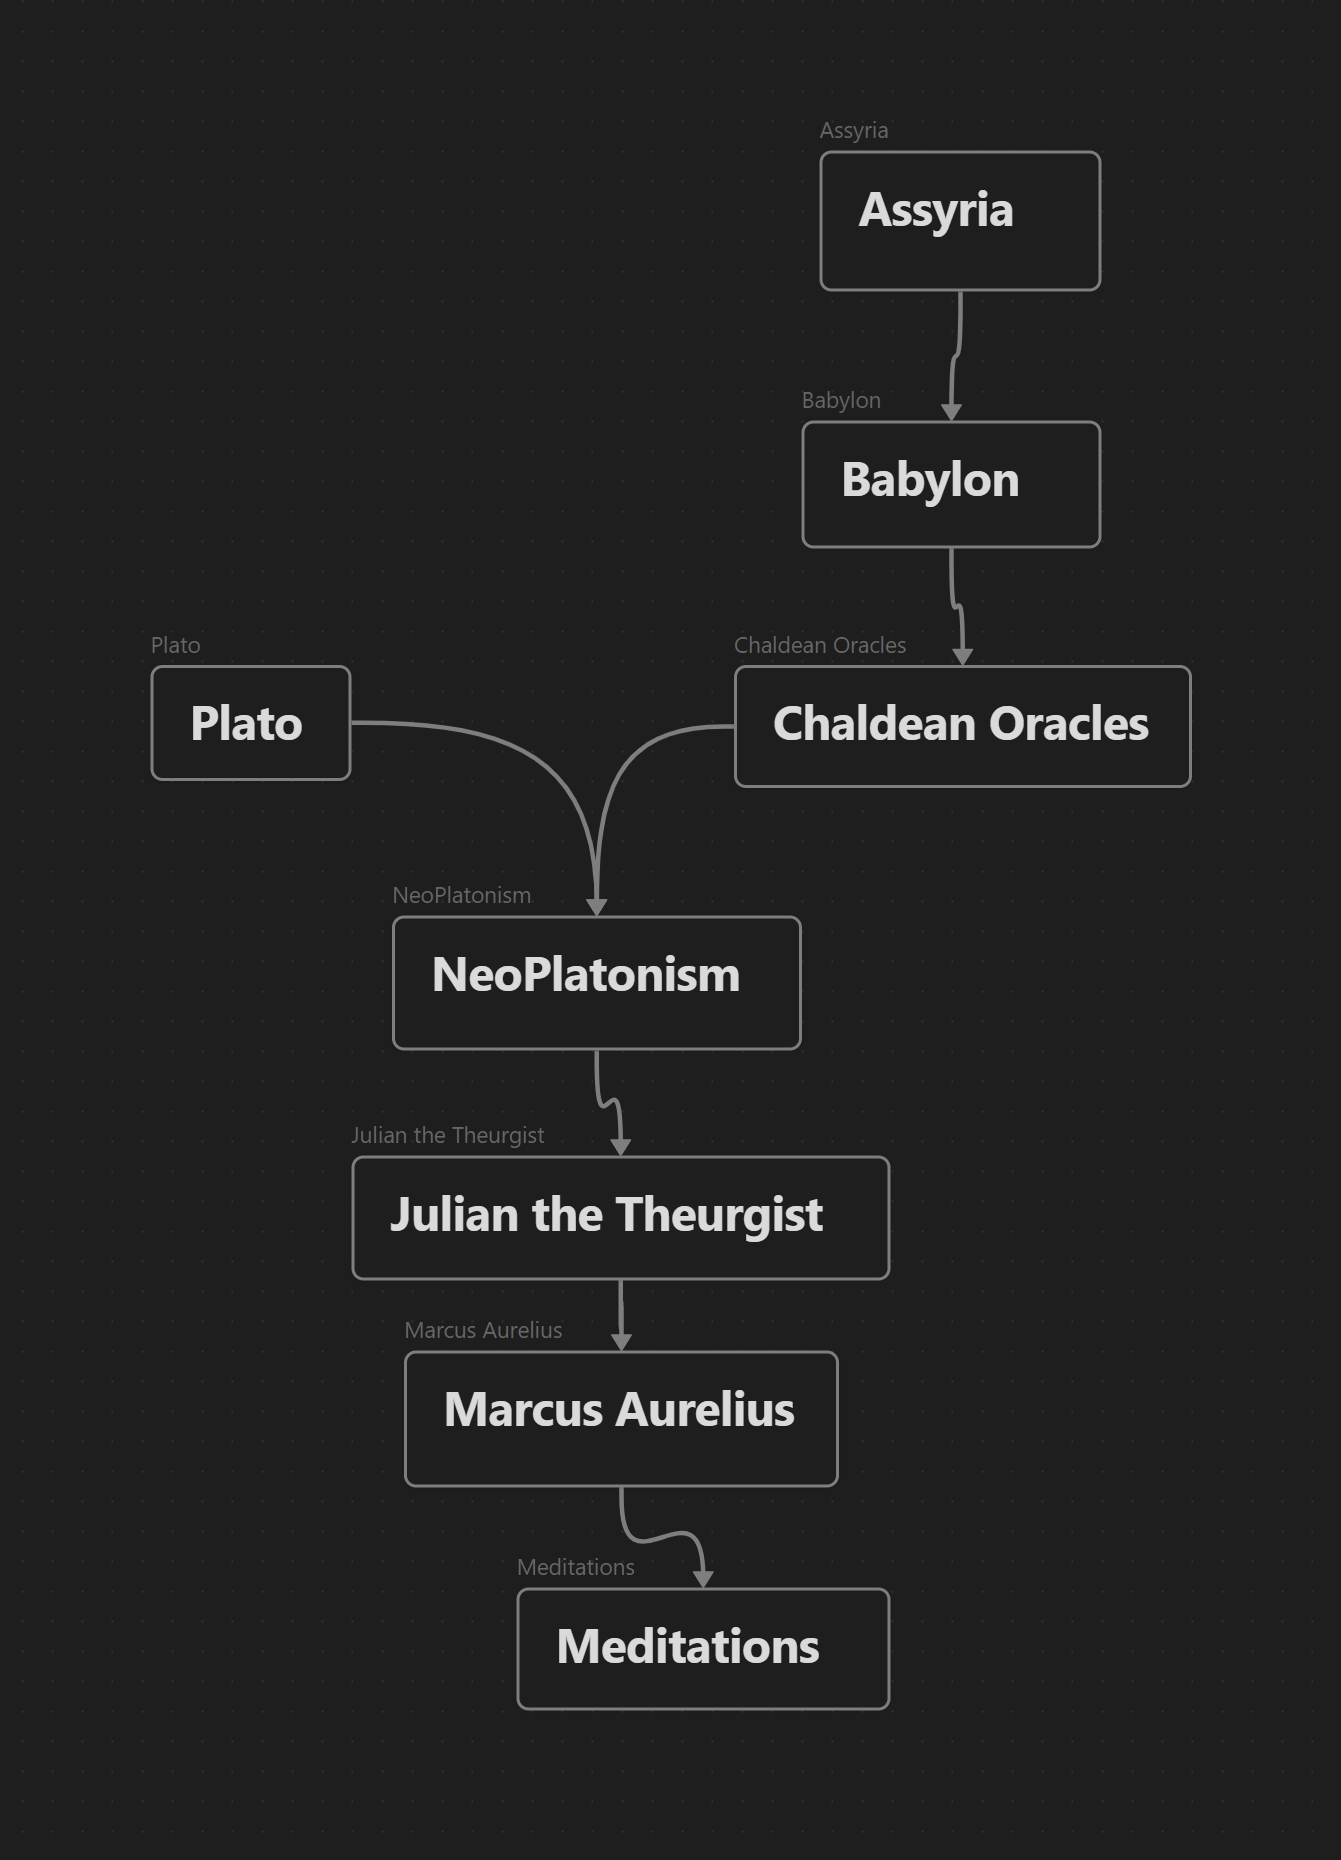 Assyria
Assyria
Babylon
Babylon
Plato
Plato
Chaldean Oracles
Chaldean Oracles
NeoPlatonism
NeoPlatonism
Julian the Theurgist
Julian the Theurgist
Marcus Aurelius
Marcus Aurelius
Meditations
Meditations